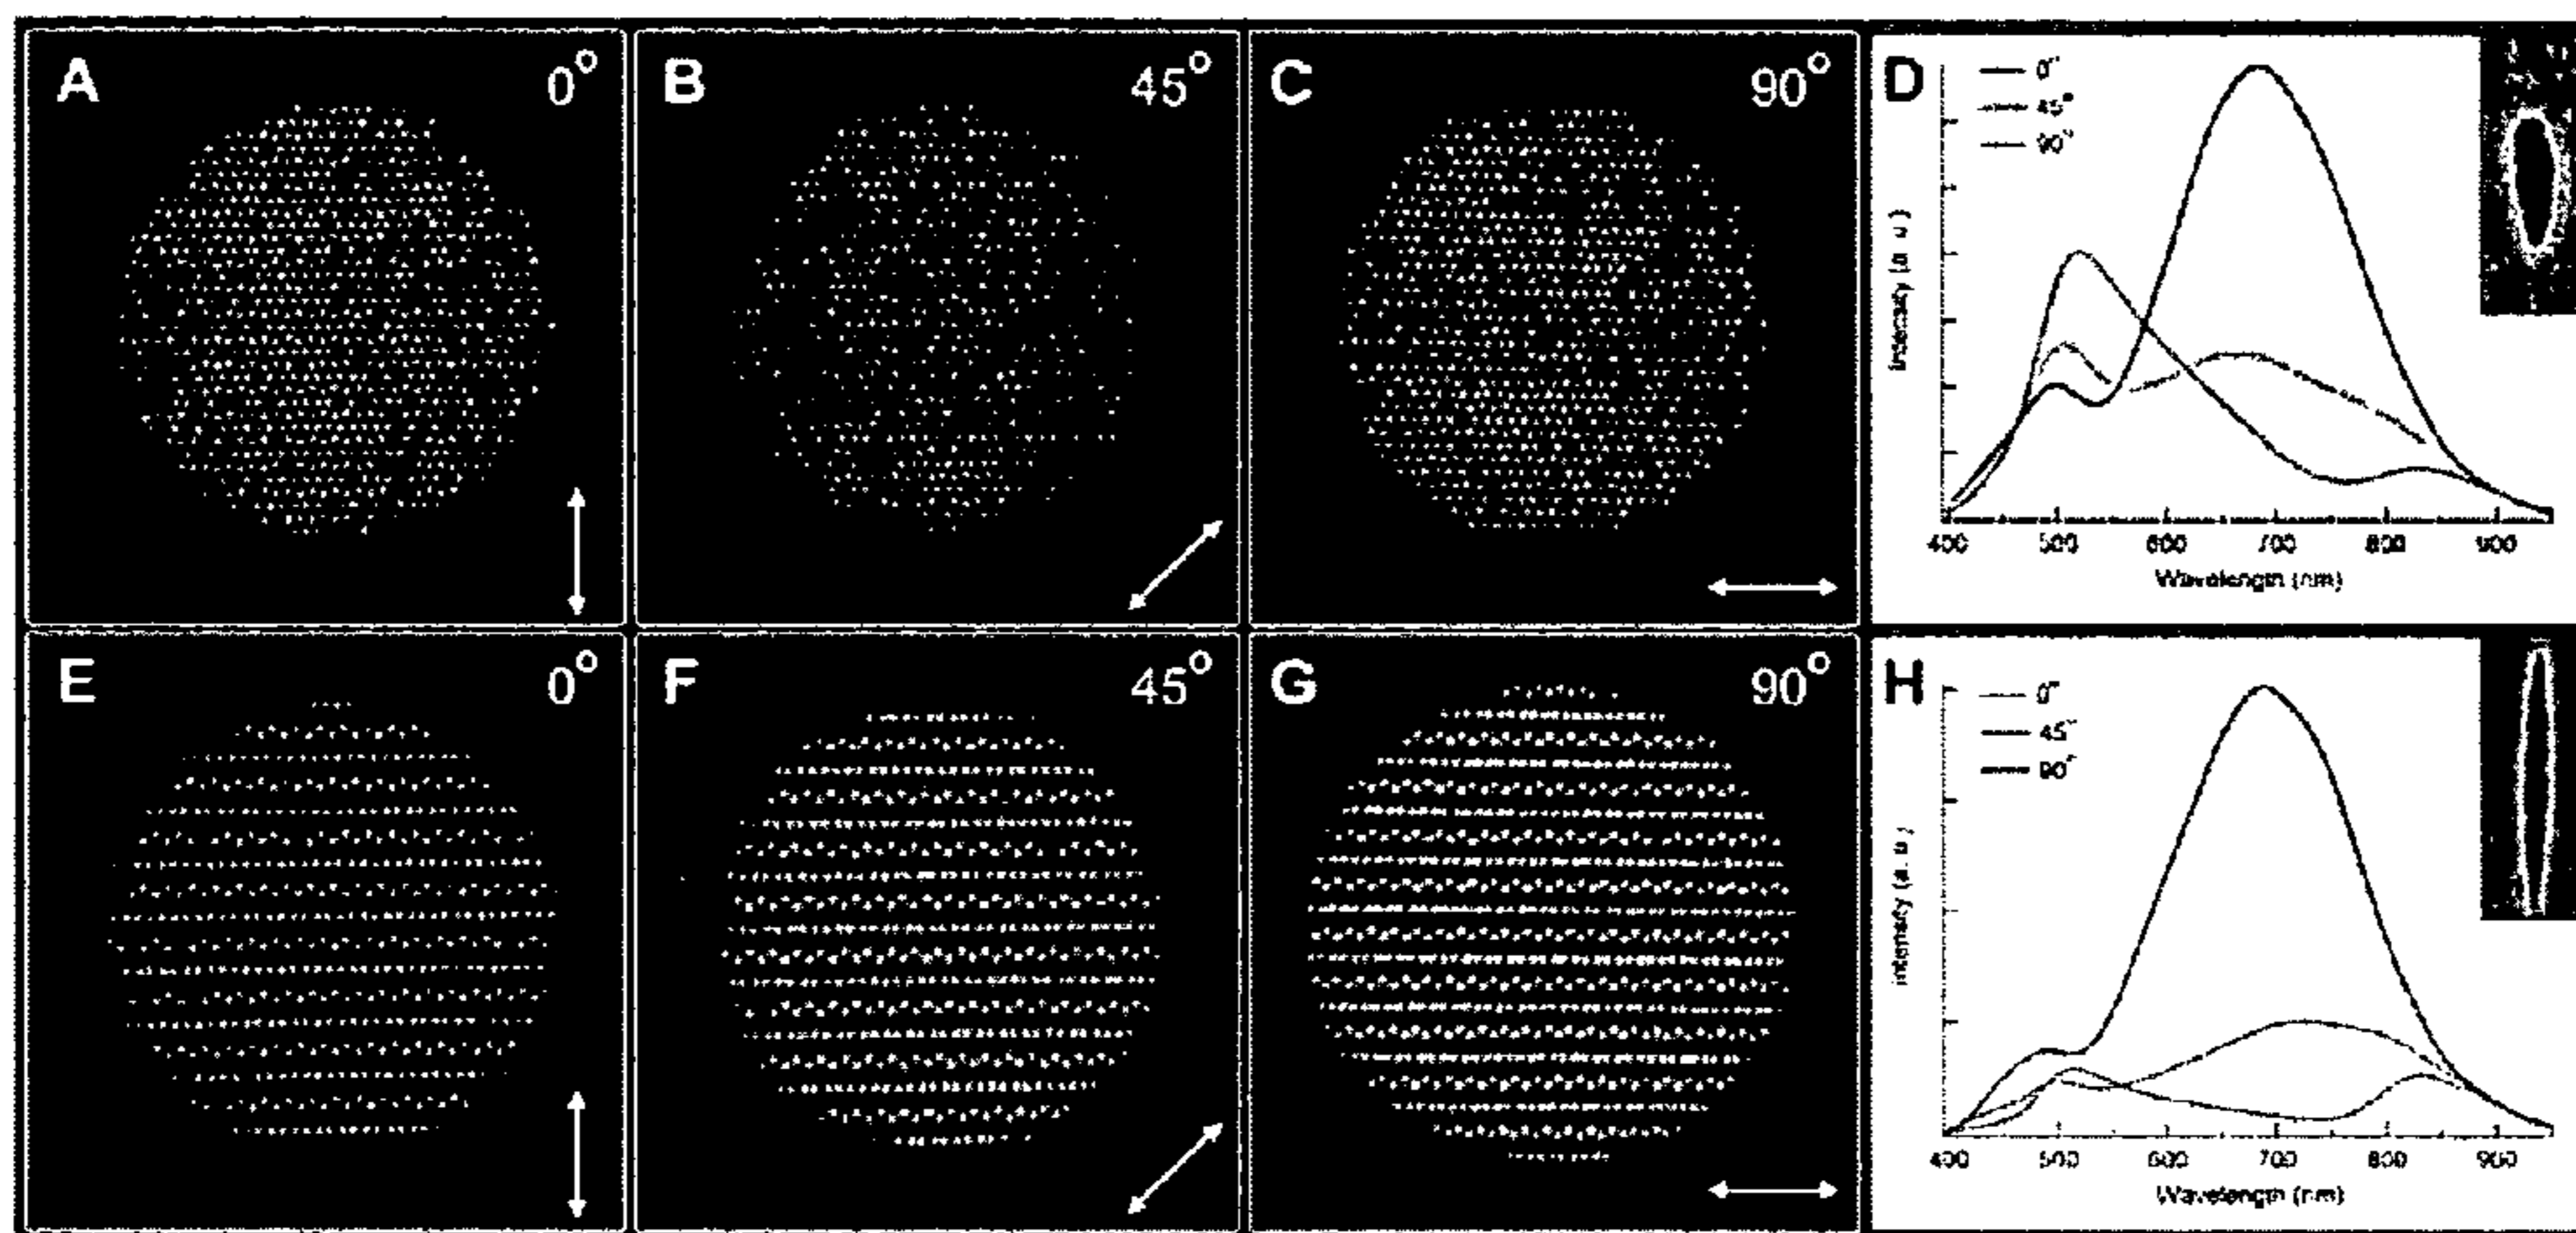 A 0°
B 45°
C 90°
D
0°
45°
90°
Intensity (a. u.)
400 500 600 700 800 900
Wavelength (nm)
E 0°
F 45°
G 90°
H
0°
45°
90°
Intensity (a. u.)
400 500 600 700 800 900
Wavelength (nm)